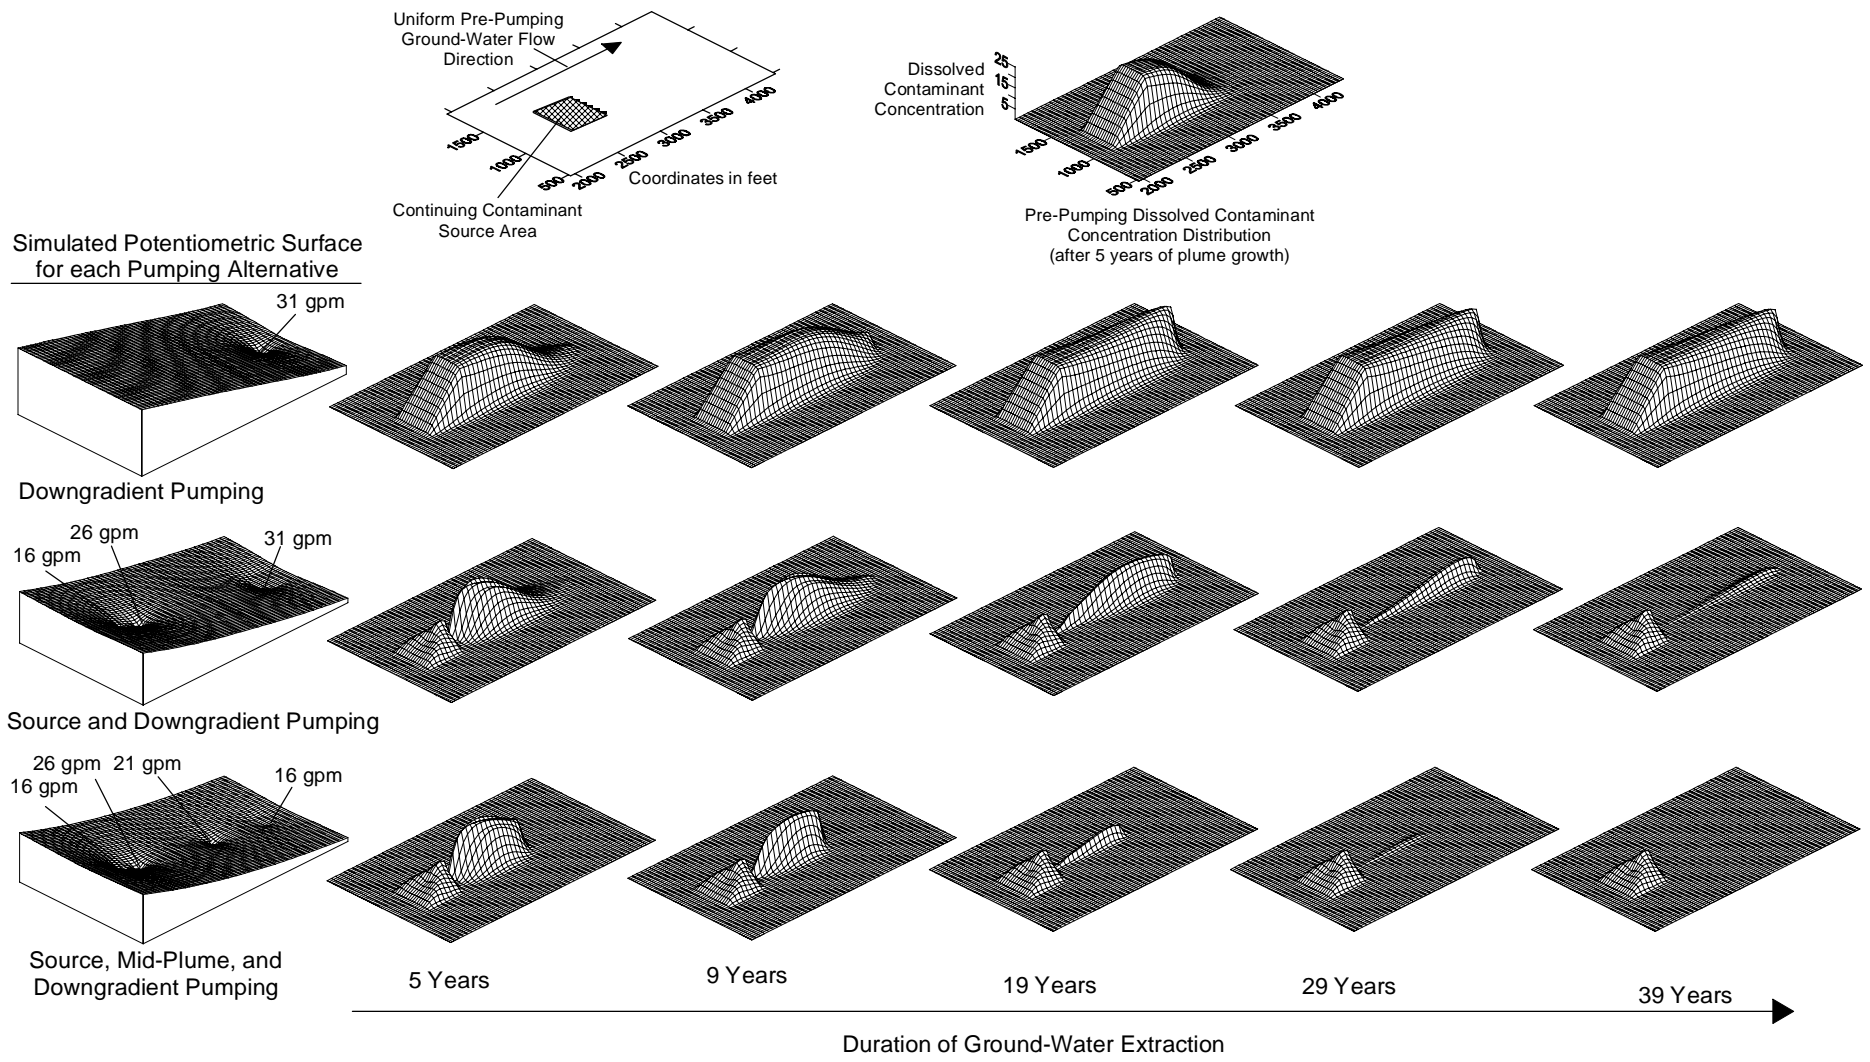 Uniform Pre-Pumping
Ground-Water Flow
Direction
1500
1000
500
2000
2500
3000
3500
4000
Coordinates in feet
Continuing Contaminant
Source Area
Dissolved
Contaminant
Concentration
25
15
5
1500
1000
500
2000
2500
3000
3500
4000
Pre-Pumping Dissolved Contaminant
Concentration Distribution
(after 5 years of plume growth)
Simulated Potentiometric Surface
for each Pumping Alternative
31 gpm
Downgradient Pumping
26 gpm
16 gpm
31 gpm
Source and Downgradient Pumping
26 gpm
21 gpm
16 gpm
16 gpm
Source, Mid-Plume, and
Downgradient Pumping
5 Years
9 Years
19 Years
29 Years
39 Years
Duration of Ground-Water Extraction